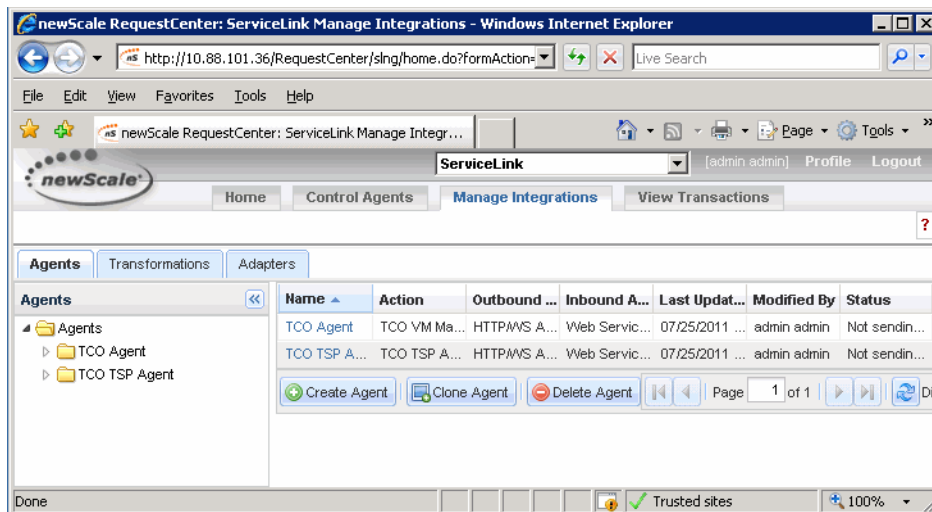 newScale RequestCenter: ServiceLink Manage Integrations - Windows Internet Explorer
http://10.88.101.36/RequestCenter/slng/home.do?formAction=
Live Search
File Edit View Favorites Tools Help
nS newScale RequestCenter: ServiceLink Manage Integr...
Page Tools »
newScale
ServiceLink
[admin admin] Profile Logout
Home Control Agents Manage Integrations View Transactions
?
Agents Transformations Adapters
Agents «
Name Action Outbound ... Inbound A... Last Updat... Modified By Status
Agents
TCO Agent TCO VM Ma... HTTP/WS A... Web Servic... 07/25/2011 ... admin admin Not sendin...
TCO Agent
TCO TSP A... TCO TSP A... HTTP/WS A... Web Servic... 07/25/2011 ... admin admin Not sendin...
TCO TSP Agent
Create Agent Clone Agent Delete Agent Page 1 of 1 Di
Done
Trusted sites
100%